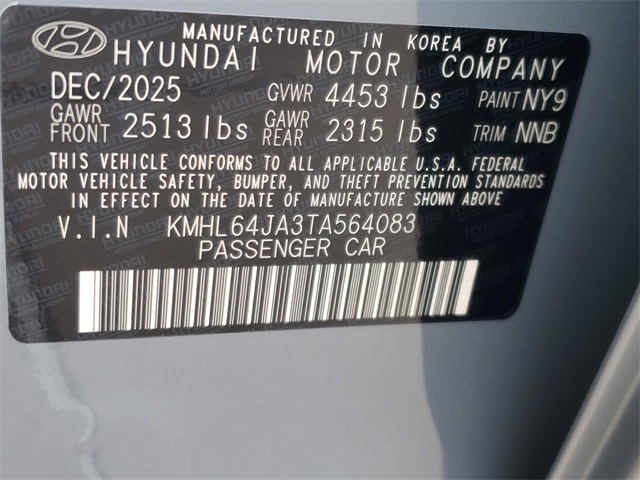 MANUFACTURED IN KOREA BY
HYUNDAI MOTOR COMPANY
DEC/2025 GVWR 4453 lbs PAINT NY9
GAWR FRONT 2513 lbs GAWR REAR 2315 lbs TRIM NNB
THIS VEHICLE CONFORMS TO ALL APPLICABLE U.S.A. FEDERAL
MOTOR VEHICLE SAFETY, BUMPER, AND THEFT PREVENTION STANDARDS
IN EFFECT ON THE DATE OF MANUFACTURE SHOWN ABOVE
V.I.N KMHL64JA3TA564083
PASSENGER CAR